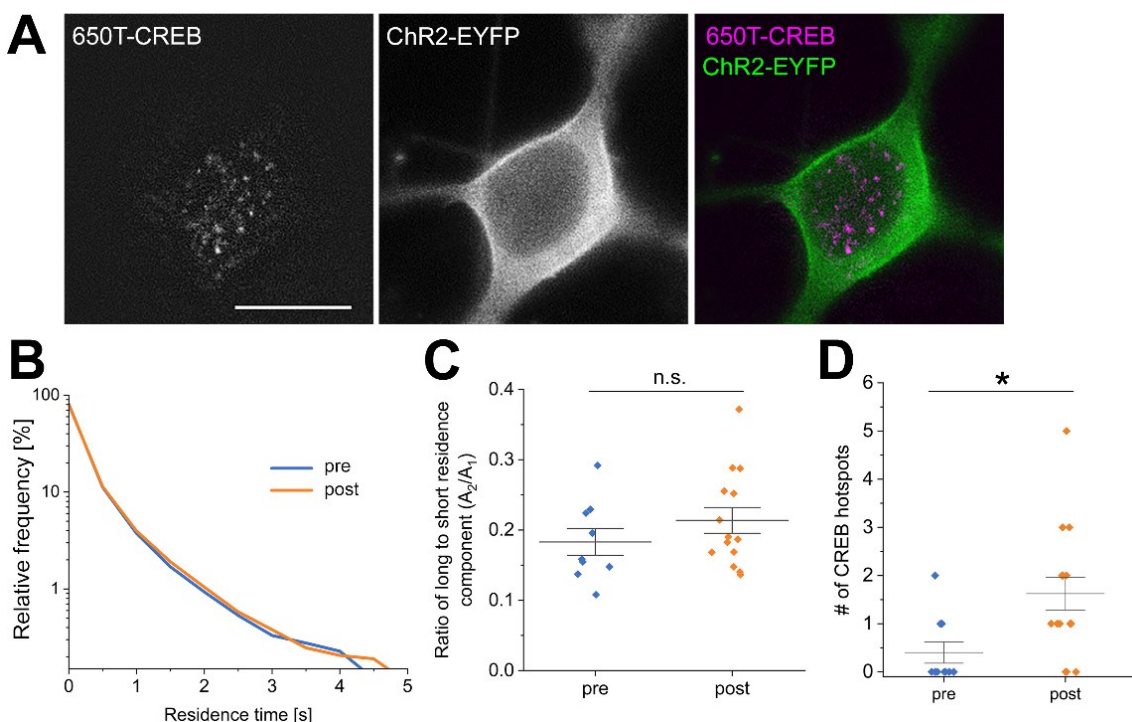 A
650T-CREB
ChR2-EYFP
650T-CREB
ChR2-EYFP
B
Relative frequency [%]
100
10
1
0
1
2
3
4
5
Residence time [s]
pre
post
C
Ratio of long to short residence
component (A₂/A₁)
0.4
0.3
0.2
0.1
0.0
n.s.
pre
post
D
# of CREB hotspots
6
5
4
3
2
1
0
*
pre
post